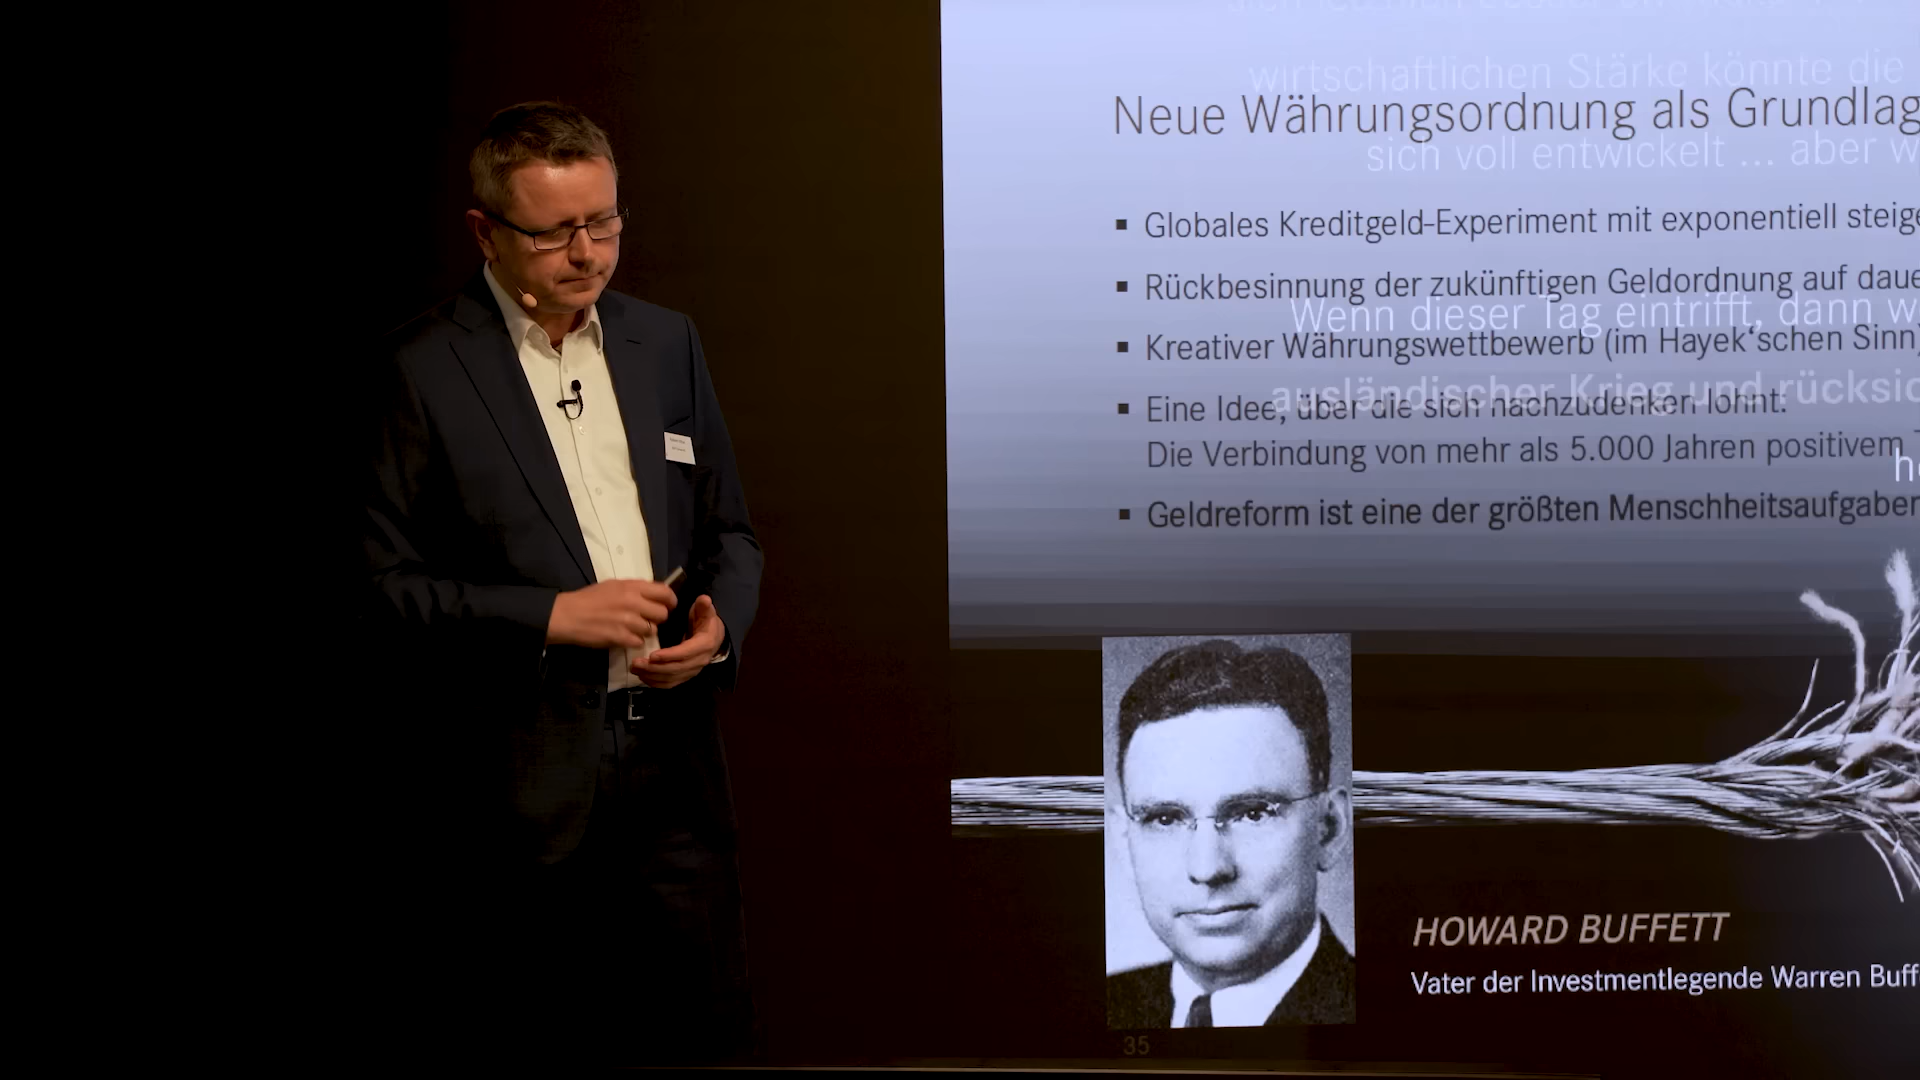 wirtschaftlichen Stärke könnte die
Neue Währungsordnung als Grundlag
sich voll entwickelt ... aber w
▪ Globales Kreditgeld-Experiment mit exponentiell steige
▪ Rückbesinnung der zukünftigen Geldordnung auf daue
Wenn dieser Tag eintrifft, dann w
▪ Kreativer Währungswettbewerb (im Hayek‘schen Sinn)
ausländischer Krieg und rücksic
▪ Eine Idee, über die sich nachzudenken lohnt:
Die Verbindung von mehr als 5.000 Jahren positivem
h
▪ Geldreform ist eine der größten Menschheitsaufgaben
HOWARD BUFFETT
Vater der Investmentlegende Warren Buff
35